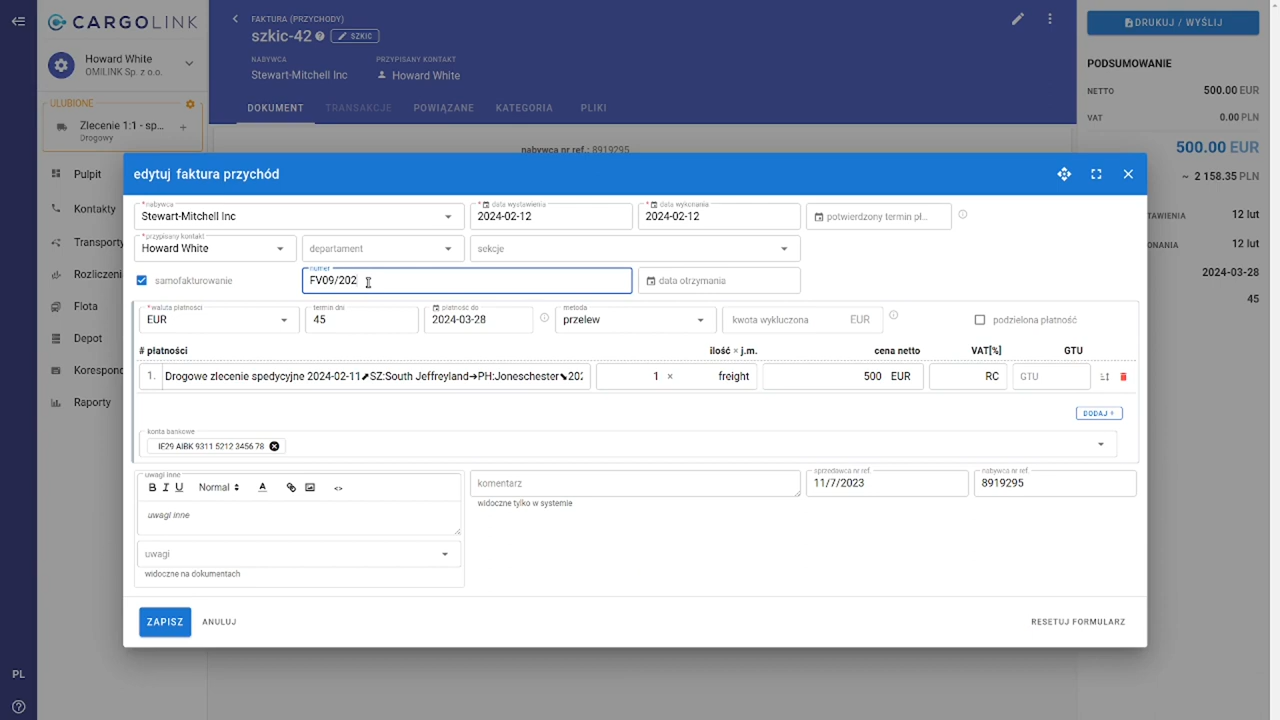 CARGOLINK
FAKTURA (PRZYCHODY)
szkic-42
SZKIC
DRUKUJ / WYŚLIJ
Howard White
OMILINK Sp. z o.o.
NABYWCA
Stewart-Mitchell Inc
PRZYPISANY KONTAKT
Howard White
PODSUMOWANIE
NETTO
500.00 EUR
VAT
0.00 PLN
500.00 EUR
~ 2 158.35 PLN
ULUBIONE
Zlecenie 1:1 - sp...
Drogowy
DOKUMENT
TRANSAKCJE
POWIĄZANE
KATEGORIA
PLIKI
nabywca nr ref.: 8919295
Pulpit
Kontakty
Transporty
Rozliczeni
Flota
Depot
Korespond
Raporty
TAWIENIA
12 lut
ONANIA
12 lut
2024-03-28
45
edytuj faktura przychód
* nabywca
Stewart-Mitchell Inc
* data wystawienia
2024-02-12
* data wykonania
2024-02-12
potwierdzony termin pł...
* przypisany kontakt
Howard White
departament
sekcje
samofakturowanie
numer
FV09/202
data otrzymania
* waluta płatności
EUR
termin dni
45
płatność do
2024-03-28
metoda
przelew
kwota wykluczona
EUR
podzielona płatność
# płatności
ilość × j.m.
cena netto
VAT[%]
GTU
1.
Drogowe zlecenie spedycyjne 2024-02-11⬈SZ:South Jeffreyland→PH:Joneschester⬊202
1 ×
freight
500 EUR
RC
GTU
DODAJ +
konta bankowe
IE29 AIBK 9311 5212 3456 78
uwagi inne
B I U
Normal
A
<>
uwagi inne
komentarz
widoczne tylko w systemie
sprzedawca nr ref.
11/7/2023
nabywca nr ref.
8919295
uwagi
widoczne na dokumentach
ZAPISZ
ANULUJ
RESETUJ FORMULARZ
PL